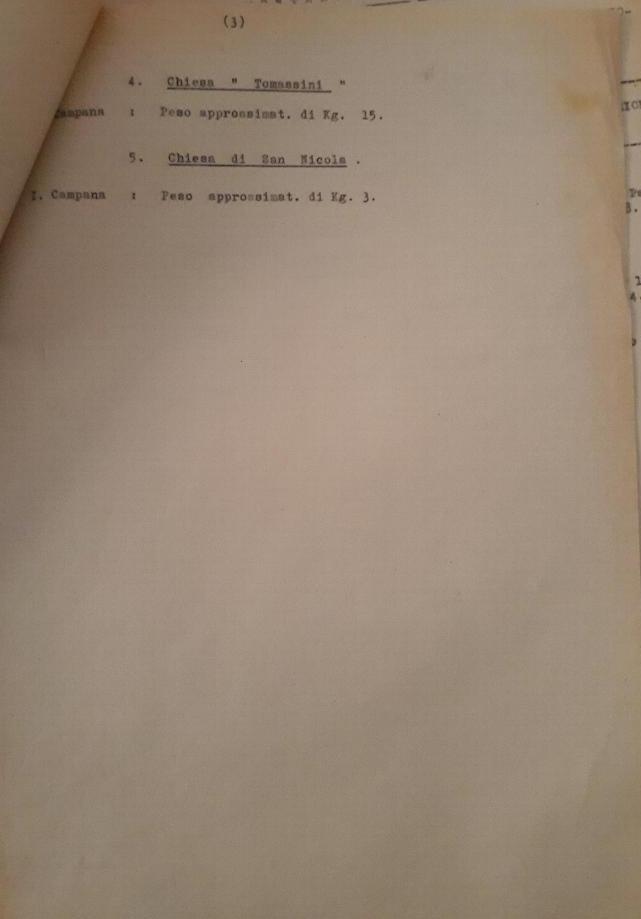 (3)
4. Chiesa " Tomassini "
Campana : Peso approssimat. di Kg. 15.
5. Chiesa di San Nicola .
I. Campana : Peso approssimat. di Kg. 3.